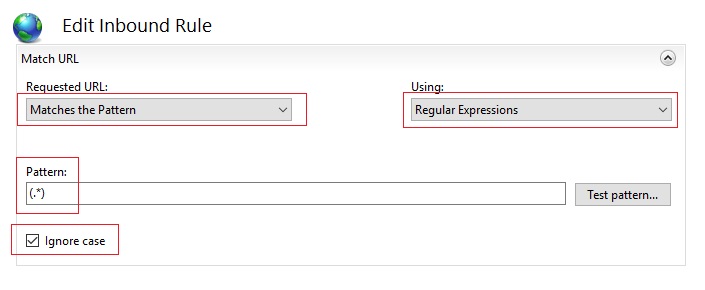 Edit Inbound Rule
Match URL
Requested URL:
Using:
Matches the Pattern
Regular Expressions
Pattern:
(.*)
Test pattern...
Ignore case